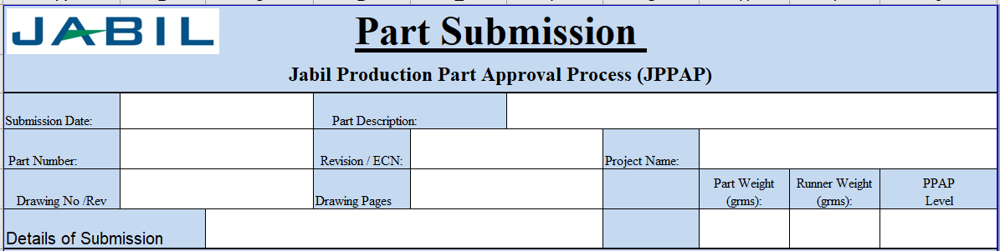 JABIL
Part Submission
Jabil Production Part Approval Process (JPPAP)
Submission Date:
Part Description:
Part Number:
Revision / ECN:
Project Name:
Drawing No /Rev
Drawing Pages
Part Weight
(grms):
Runner Weight
(grms):
PPAP
Level
Details of Submission